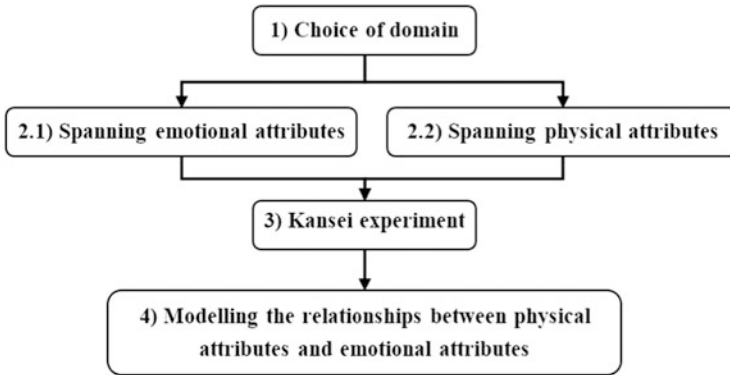 1) Choice of domain
2.1) Spanning emotional attributes
2.2) Spanning physical attributes
3) Kansei experiment
4) Modelling the relationships between physical
attributes and emotional attributes